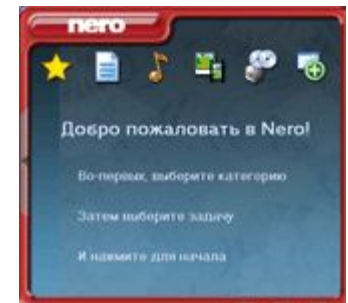 nero
Добро пожаловать в Nero!
Во-первых, выберите категорию
Затем выберите задачу
И нажмите для начала